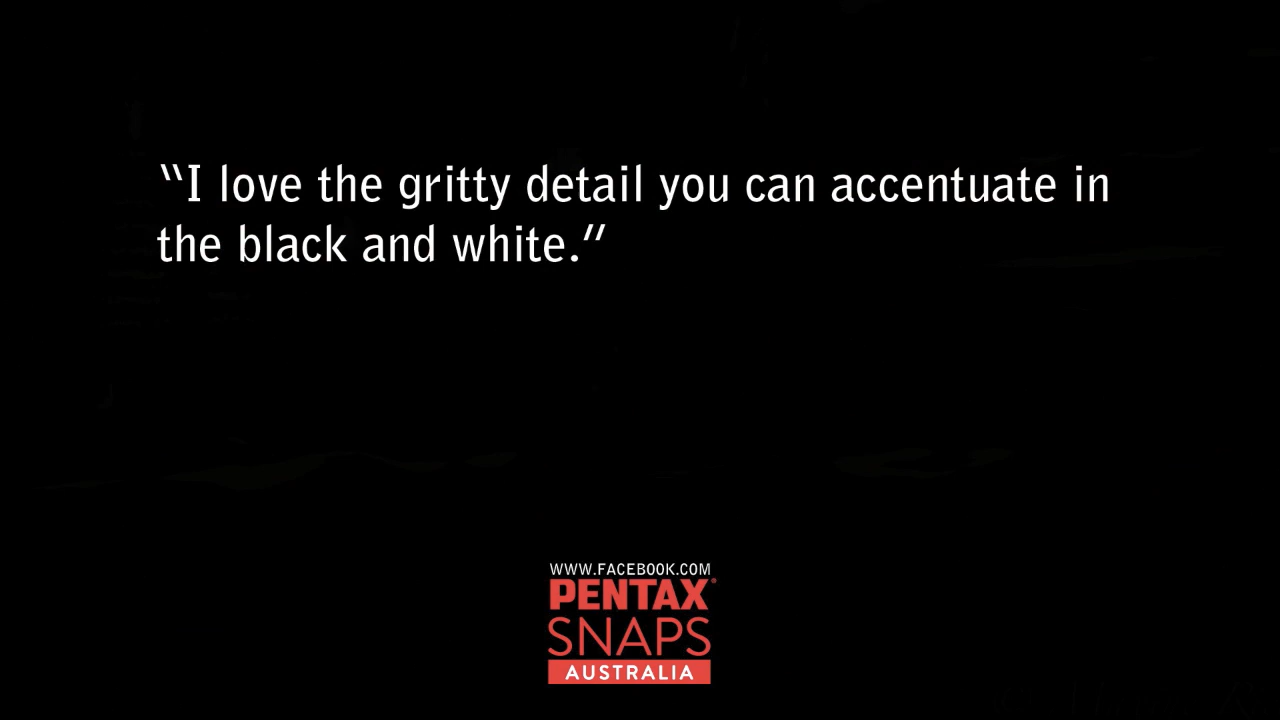 “I love the gritty detail you can accentuate in
the black and white.”
WWW.FACEBOOK.COM
PENTAX®
SNAPS
AUSTRALIA